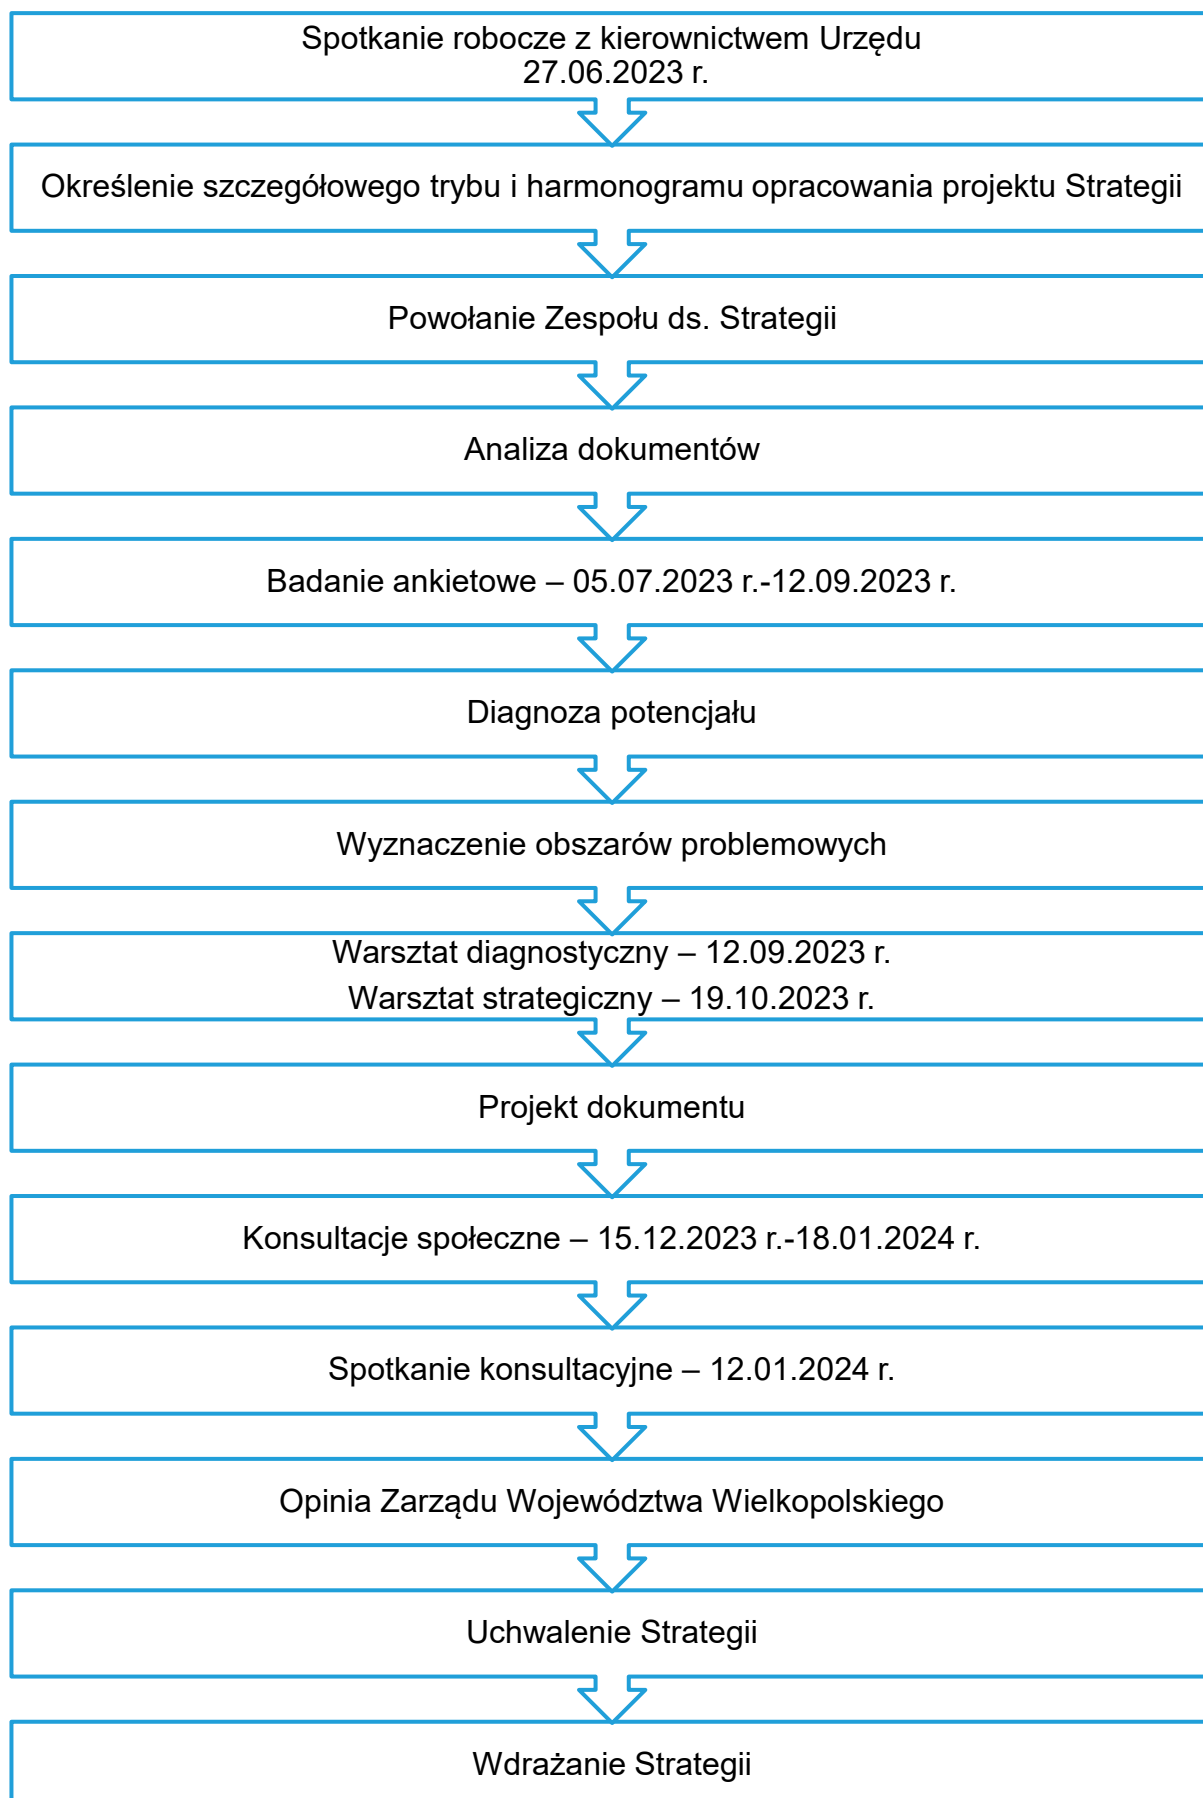 Spotkanie robocze z kierownictwem Urzędu
27.06.2023 r.
Określenie szczegółowego trybu i harmonogramu opracowania projektu Strategii
Powołanie Zespołu ds. Strategii
Analiza dokumentów
Badanie ankietowe – 05.07.2023 r.-12.09.2023 r.
Diagnoza potencjału
Wyznaczenie obszarów problemowych
Warsztat diagnostyczny – 12.09.2023 r.
Warsztat strategiczny – 19.10.2023 r.
Projekt dokumentu
Konsultacje społeczne – 15.12.2023 r.-18.01.2024 r.
Spotkanie konsultacyjne – 12.01.2024 r.
Opinia Zarządu Województwa Wielkopolskiego
Uchwalenie Strategii
Wdrażanie Strategii